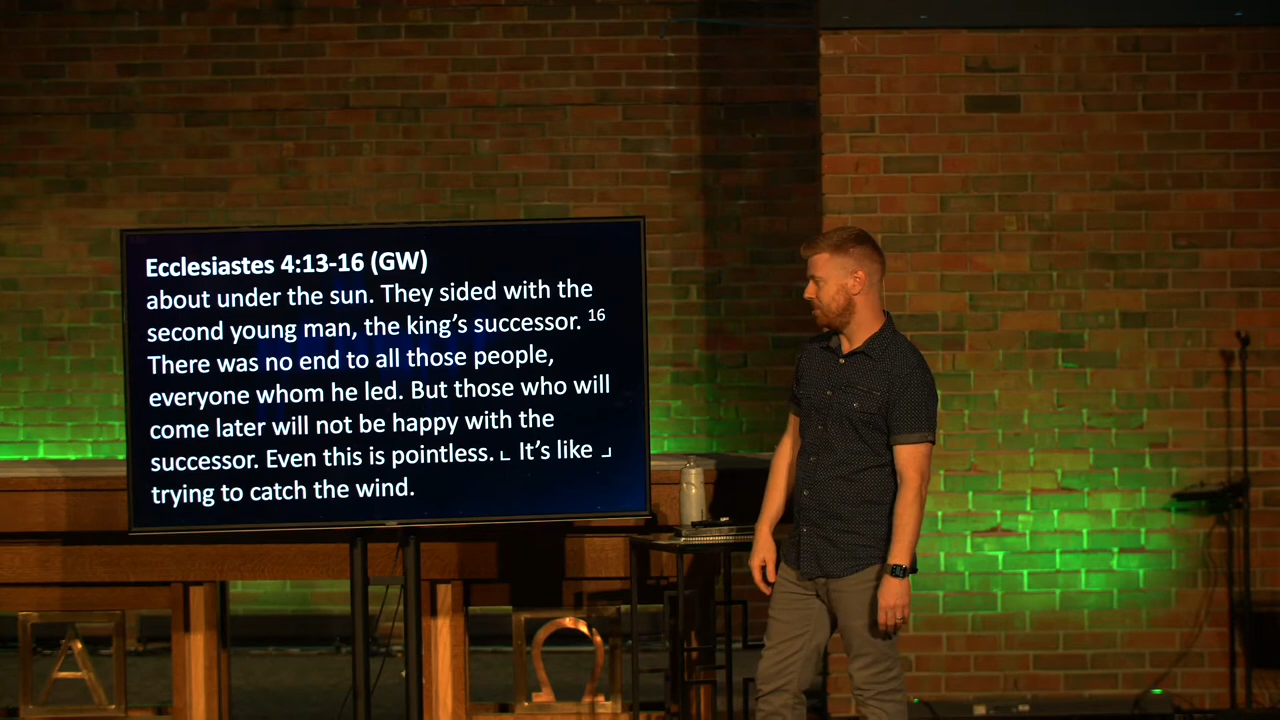 Ecclesiastes 4:13-16 (GW)
about under the sun. They sided with the
second young man, the king’s successor. 16
There was no end to all those people,
everyone whom he led. But those who will
come later will not be happy with the
successor. Even this is pointless. ⌞ It’s like ⌟
trying to catch the wind.
Α
Ω